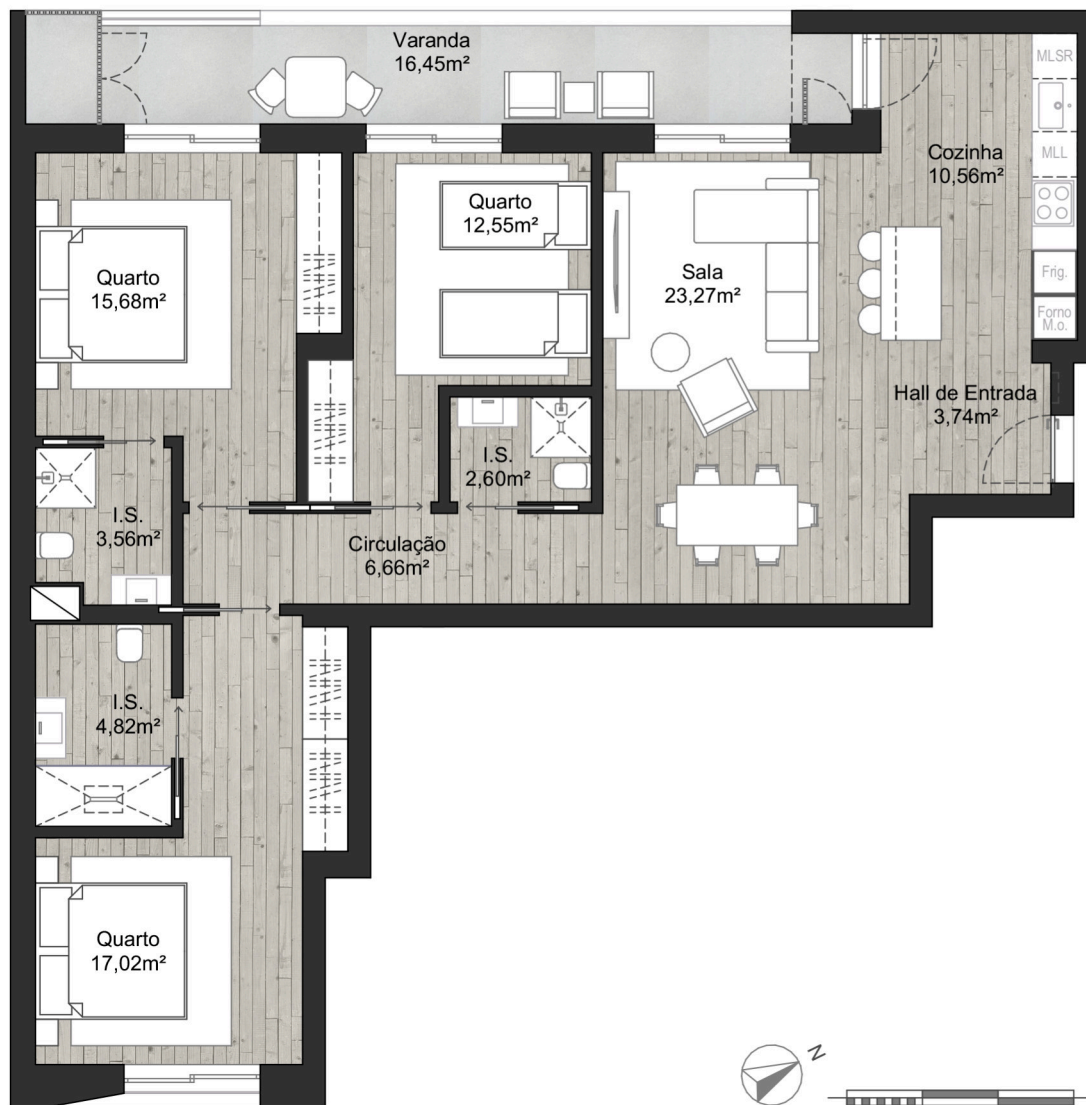 Varanda
16,45m²
MLSR
Cozinha
10,56m²
MLL
Quarto
12,55m²
Quarto
15,68m²
Sala
23,27m²
Frig.
Forno
M.o.
Hall de Entrada
3,74m²
I.S.
2,60m²
I.S.
3,56m²
Circulação
6,66m²
I.S.
4,82m²
Quarto
17,02m²
N